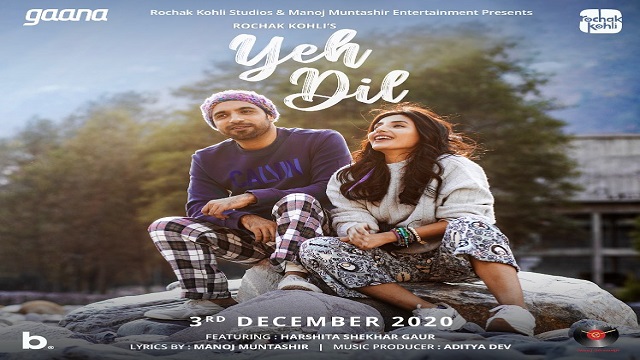 gaana
Rochak Kohli Studios & Manoj Muntashir Entertainment Presents
rochak
kohli
ROCHAK KOHLI'S
Yeh
Dil
3RD DECEMBER 2020
FEATURING : HARSHITA SHEKHAR GAUR
LYRICS BY : MANOJ MUNTASHIR | MUSIC PRODUCER : ADITYA DEV
b